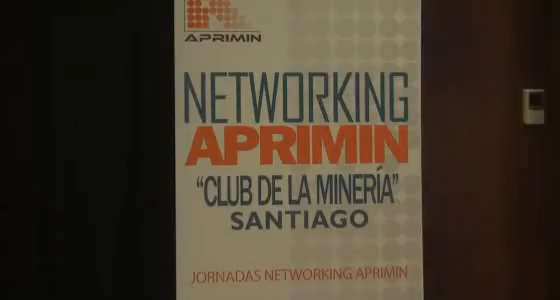 APRIMIN
NETWORKING
APRIMIN
“CLUB DE LA MINERÍA”
SANTIAGO
JORNADAS NETWORKING APRIMIN